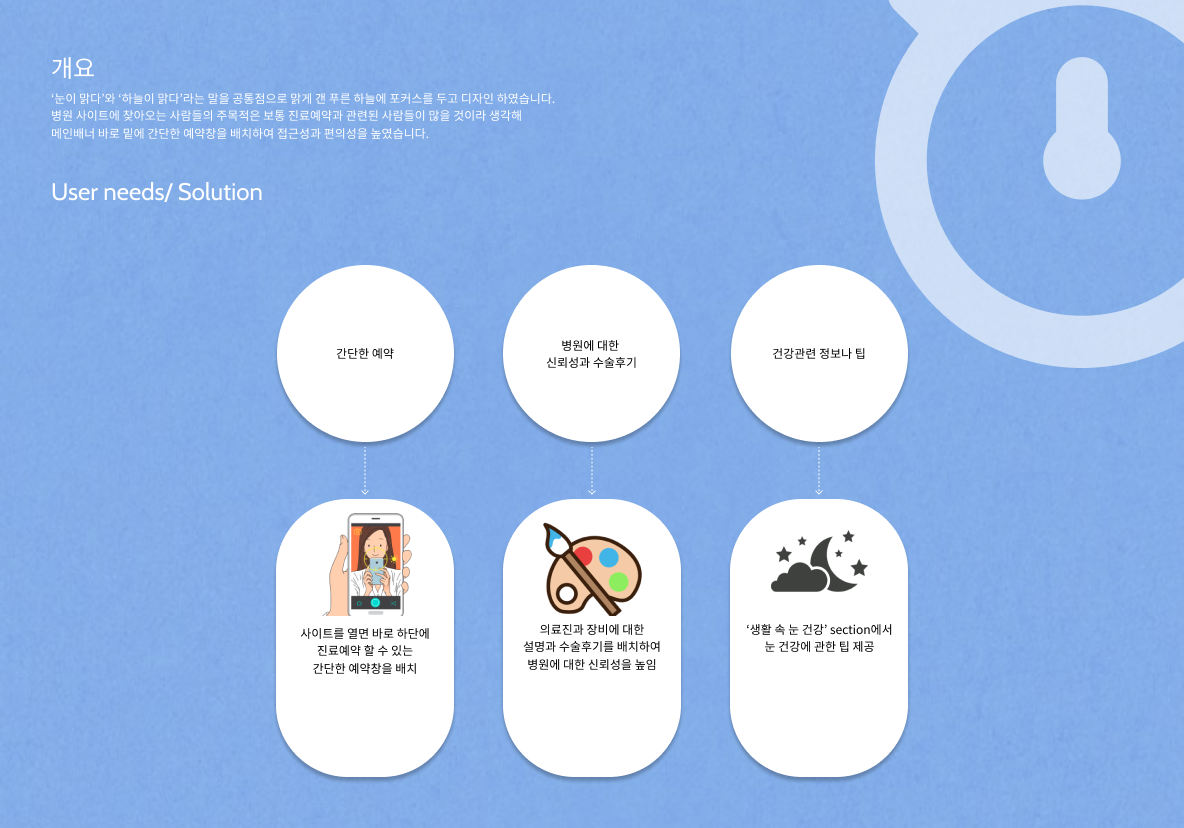 개요
‘눈이 맑다’와 ‘하늘이 맑다’라는 말을 공통점으로 맑게 갠 푸른 하늘에 포커스를 두고 디자인 하였습니다.
병원 사이트에 찾아오는 사람들의 주목적은 보통 진료예약과 관련된 사람들이 많을 것이라 생각해
메인배너 바로 밑에 간단한 예약창을 배치하여 접근성과 편의성을 높였습니다.
User needs/ Solution
간단한 예약
병원에 대한
신뢰성과 수술후기
건강관련 정보나 팁
사이트를 열면 바로 하단에
진료예약 할 수 있는
간단한 예약창을 배치
의료진과 장비에 대한
설명과 수술후기를 배치하여
병원에 대한 신뢰성을 높임
‘생활 속 눈 건강’ section에서
눈 건강에 관한 팁 제공